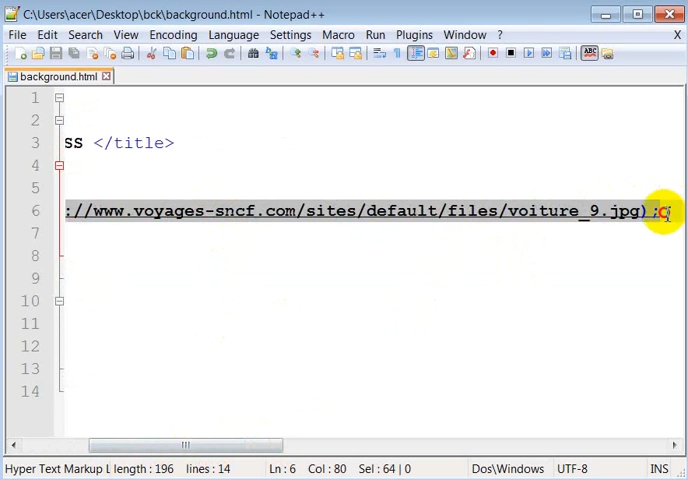 C:\Users\acer\Desktop\bck\background.html - Notepad++
File Edit Search View Encoding Language Settings Macro Run Plugins Window ? X
background.html
1
2
3 SS </title>
4
5
6 ://www.voyages-sncf.com/sites/default/files/voiture_9.jpg);
7
8
9
10
11
12
13
14
Hyper Text Markup L length : 196 lines : 14 Ln : 6 Col : 80 Sel : 64 | 0 Dos\Windows UTF-8 INS